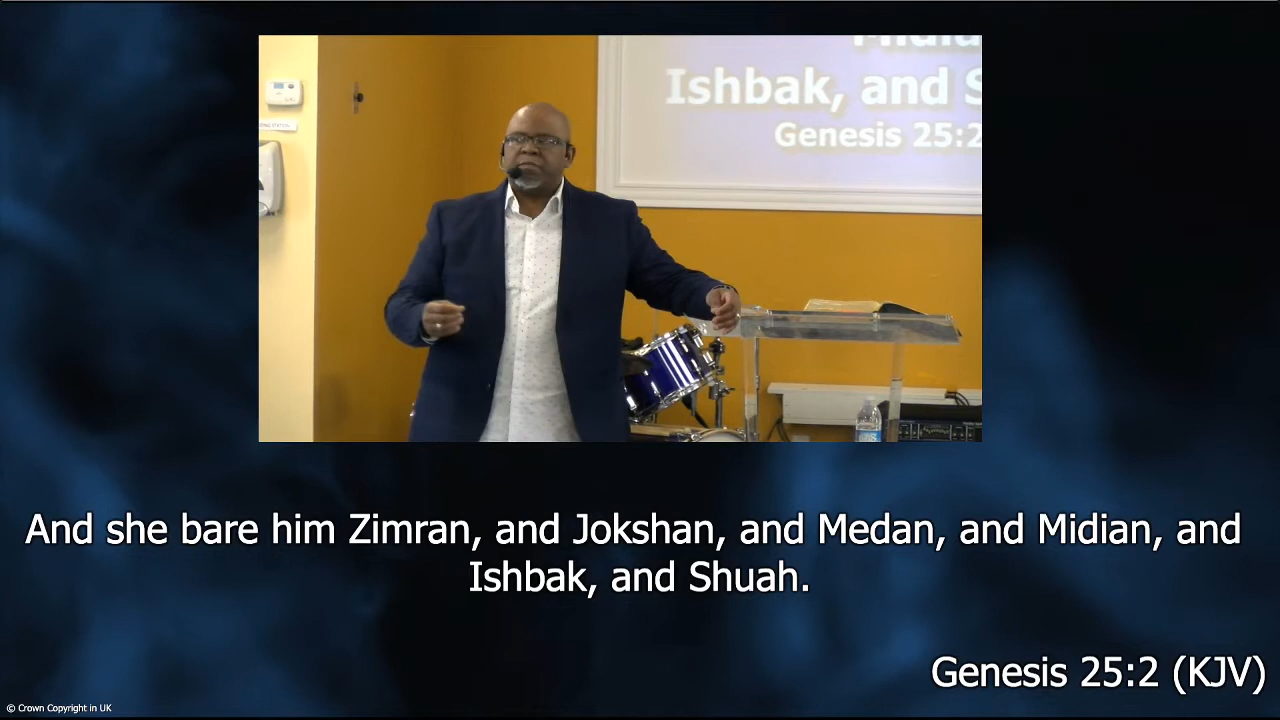 Ishbak, and S
Genesis 25:2
And she bare him Zimran, and Jokshan, and Medan, and Midian, and
Ishbak, and Shuah.
Genesis 25:2 (KJV)
© Crown Copyright in UK